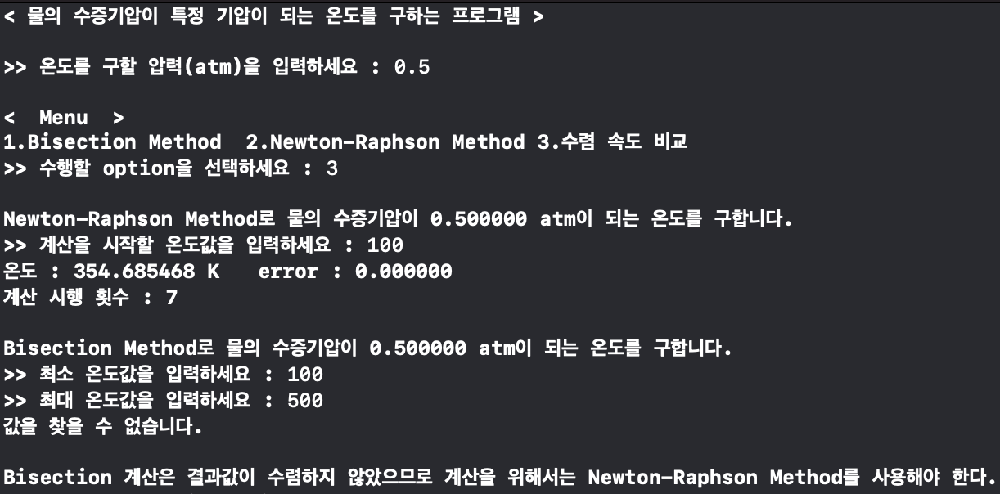 < 물의 수증기압이 특정 기압이 되는 온도를 구하는 프로그램 >
>> 온도를 구할 압력(atm)을 입력하세요 : 0.5
<  Menu  >
1.Bisection Method  2.Newton-Raphson Method 3.수렴 속도 비교
>> 수행할 option을 선택하세요 : 3
Newton-Raphson Method로 물의 수증기압이 0.500000 atm이 되는 온도를 구합니다.
>> 계산을 시작할 온도값을 입력하세요 : 100
온도 : 354.685468 K   error : 0.000000
계산 시행 횟수 : 7
Bisection Method로 물의 수증기압이 0.500000 atm이 되는 온도를 구합니다.
>> 최소 온도값을 입력하세요 : 100
>> 최대 온도값을 입력하세요 : 500
값을 찾을 수 없습니다.
Bisection 계산은 결과값이 수렴하지 않았으므로 계산을 위해서는 Newton-Raphson Method를 사용해야 한다.